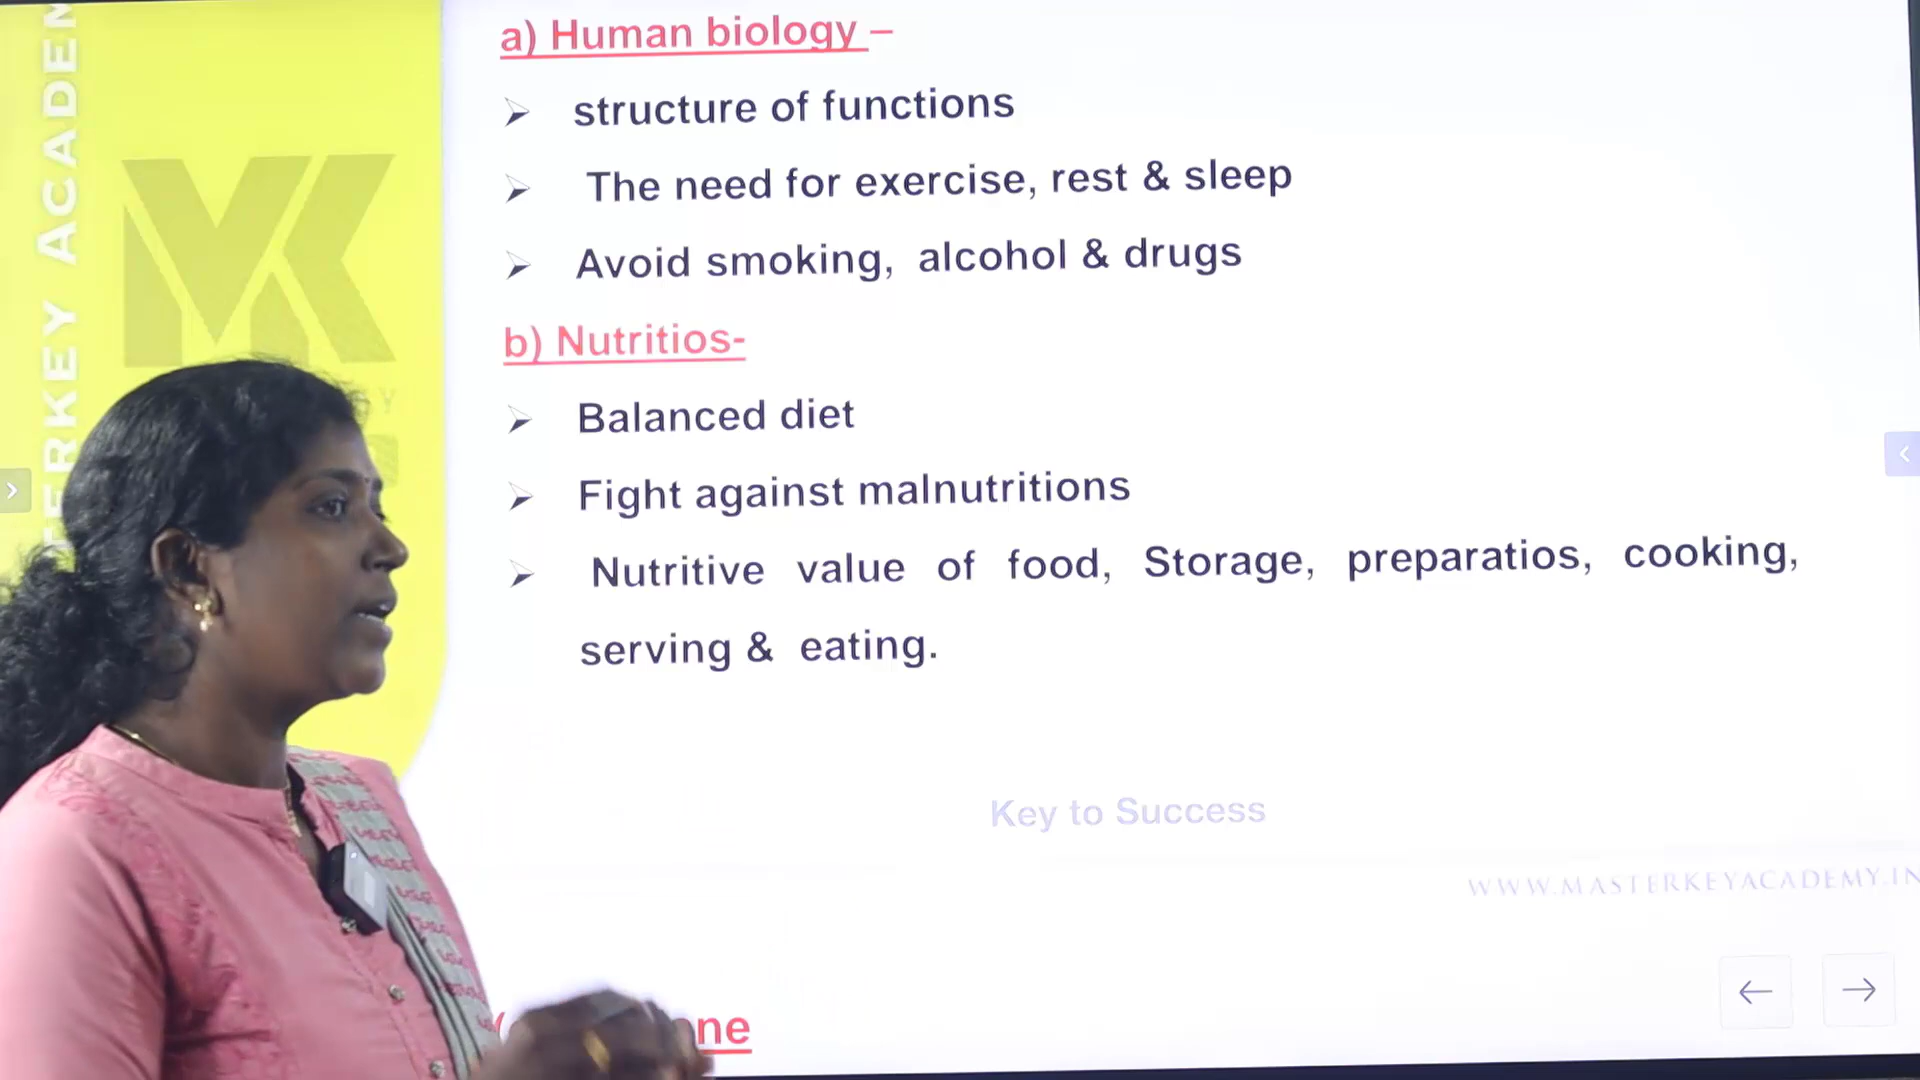 a) Human biology –
➢ structure of functions
➢ The need for exercise, rest & sleep
➢ Avoid smoking, alcohol & drugs
b) Nutritios-
➢ Balanced diet
➢ Fight against malnutritions
➢ Nutritive value of food, Storage, preparatios, cooking,
serving & eating.
Key to Success
WWW.MASTERKEYACADEMY.IN